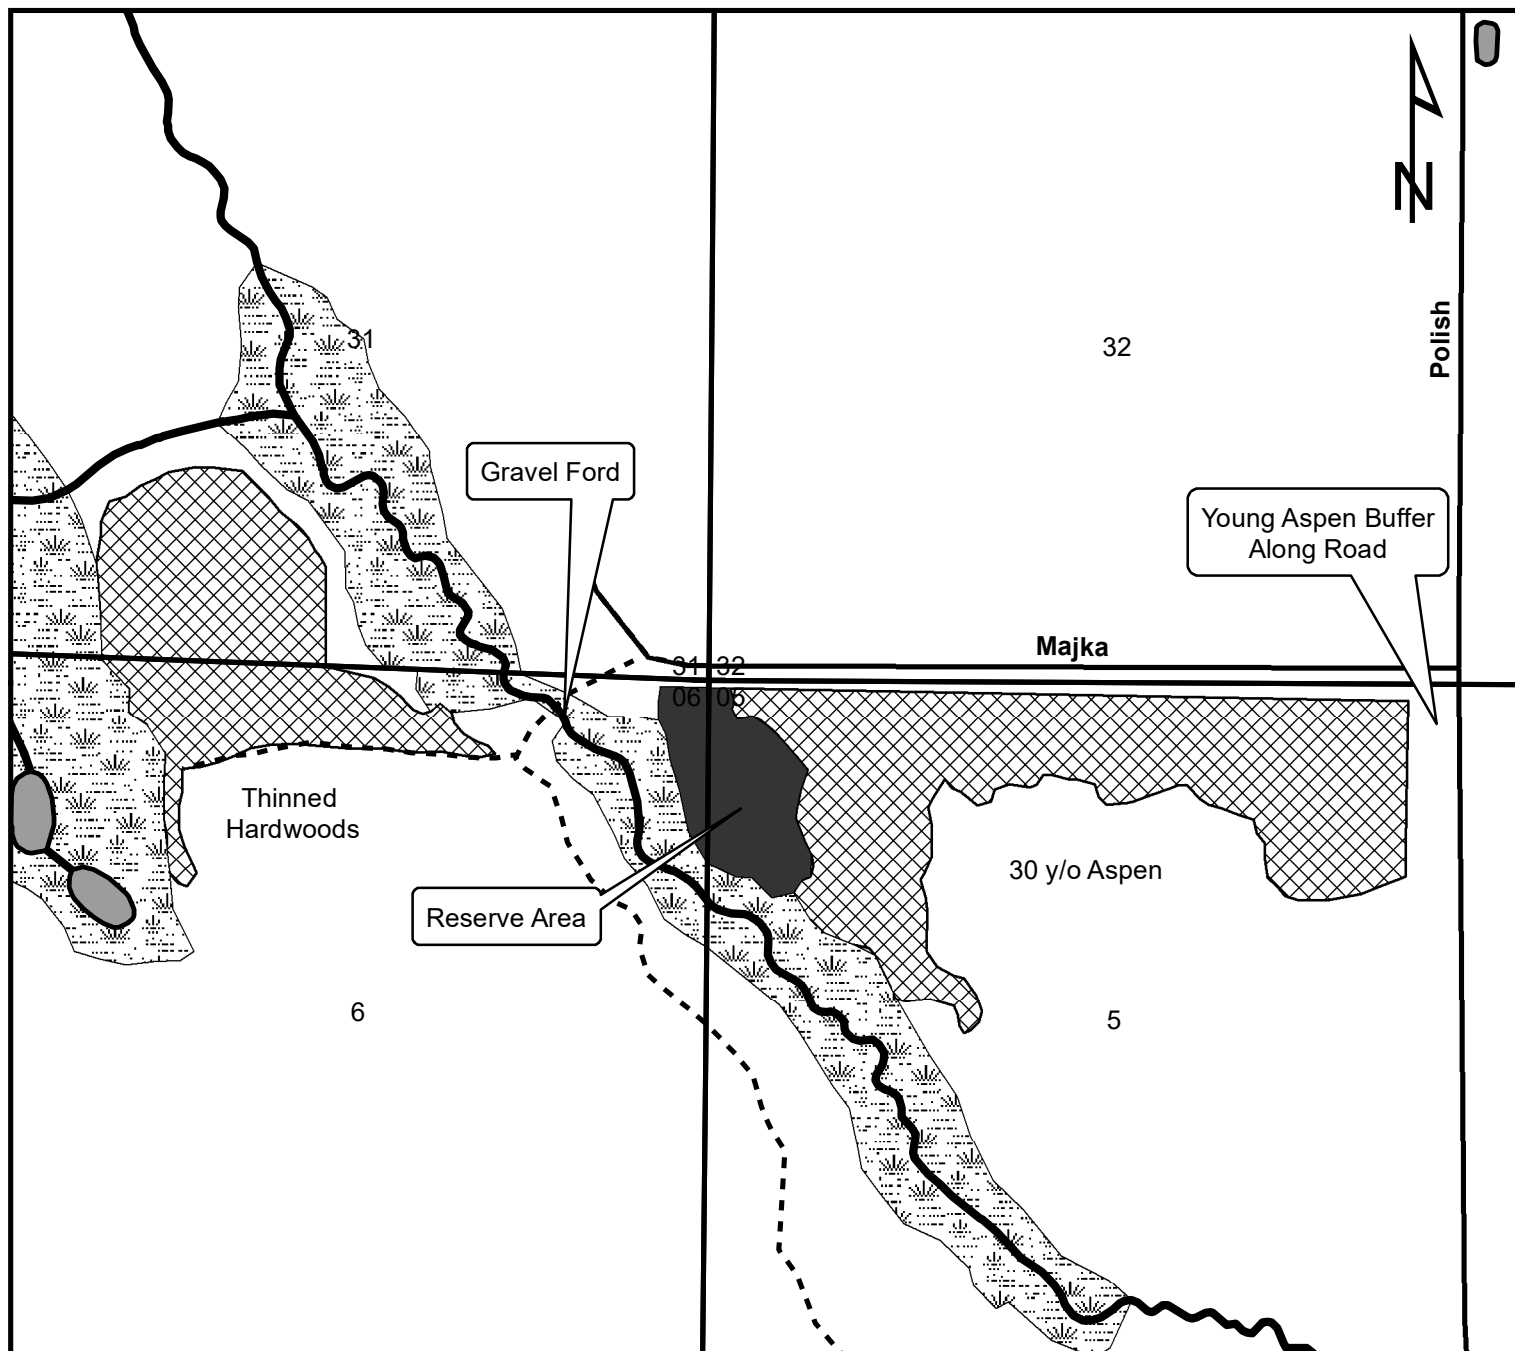 N
31
32
Polish
Gravel Ford
Young Aspen Buffer
Along Road
Majka
31 32
06 05
Thinned
Hardwoods
30 y/o Aspen
Reserve Area
6
5